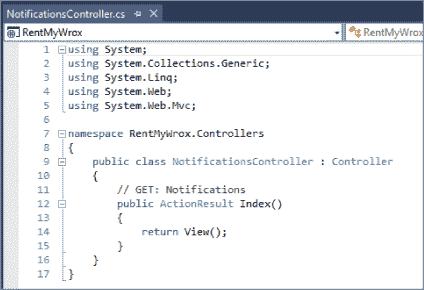 NotificationsController.cs
RentMyWrox RentMyWrox
1 using System;
2 using System.Collections.Generic;
3 using System.Linq;
4 using System.Web;
5 using System.Web.Mvc;
6
7 namespace RentMyWrox.Controllers
8 {
9 public class NotificationsController : Controller
10 {
11 // GET: Notifications
12 public ActionResult Index()
13 {
14 return View();
15 }
16 }
17 }